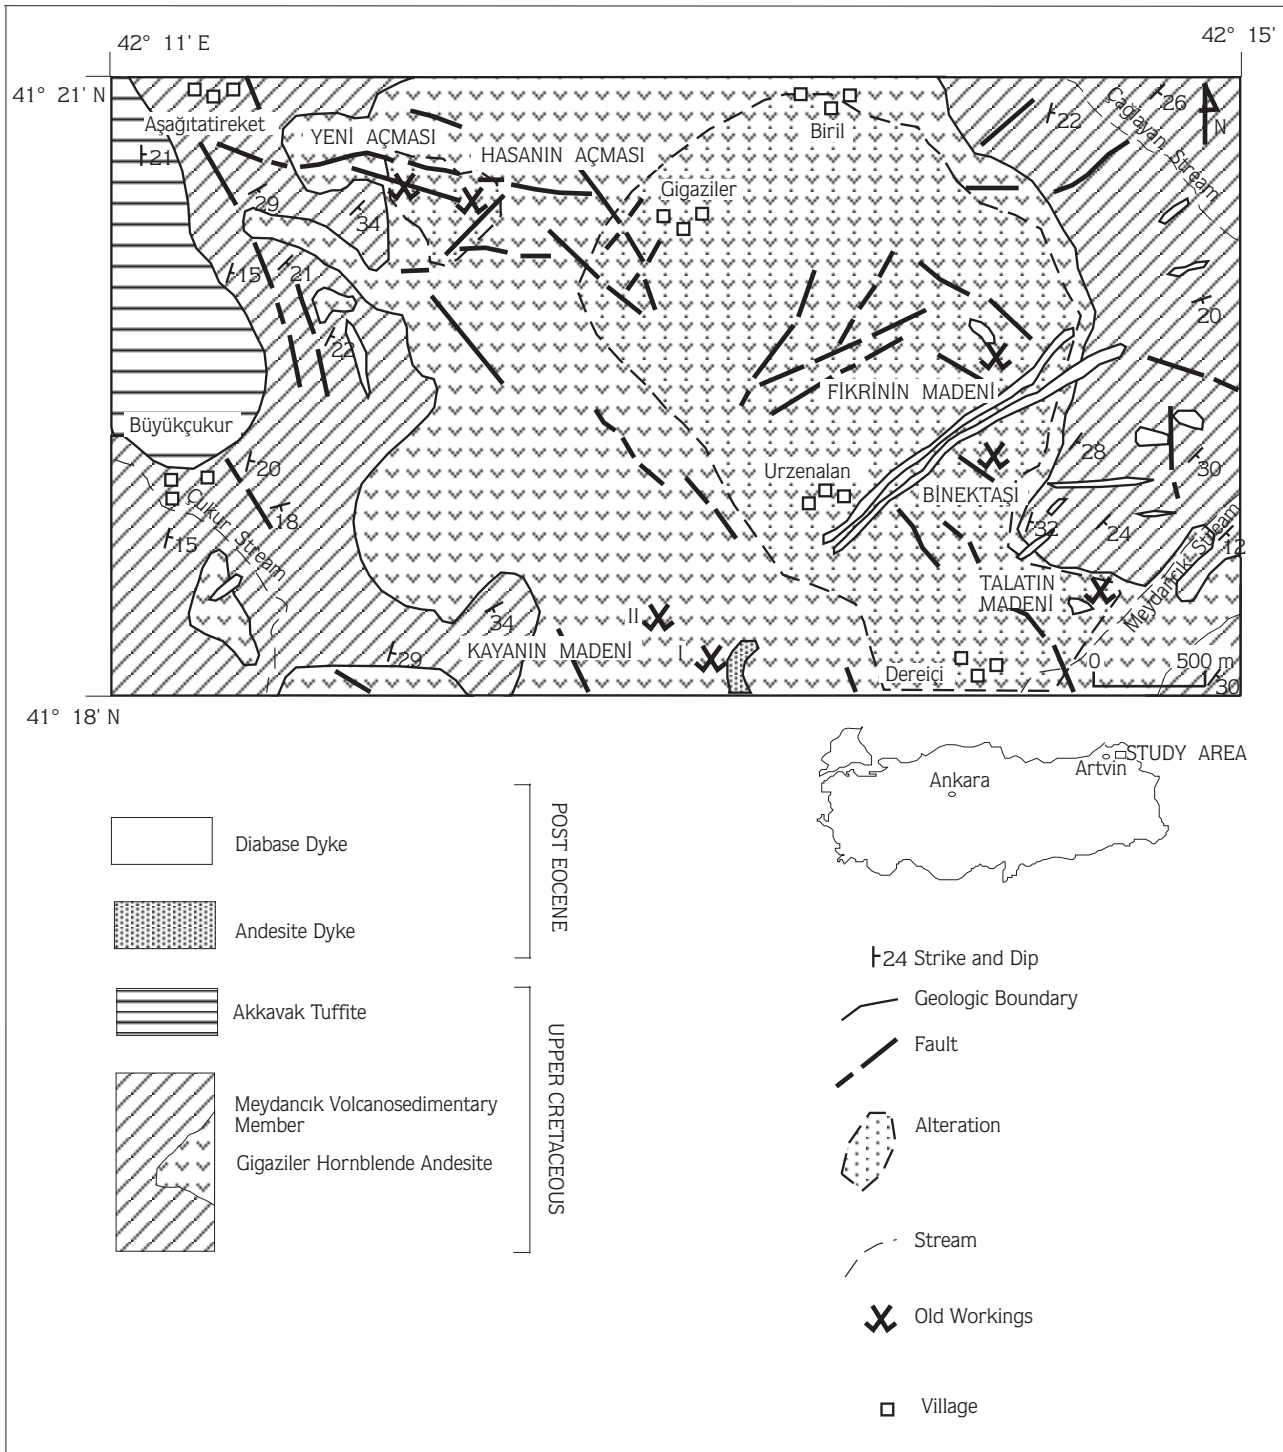 42° 11' E
42° 15'
41° 21' N
Aşağıtatireket
YENİ AÇMASI
HASANIN AÇMASI
Biril
Gigaziler
Çağlayan Stream
26
22
N
21
29
34
15
21
22
20
FİKRİNİN MADENİ
Büyükçukur
20
Urzenalan
BİNEKTAŞI
28
30
Çukur Stream
18
15
32
24
12
Meydancık Stream
TALATIN
MADENİ
II
34
KAYANIN MADENİ
I
29
Dereiçi
0
500 m
30
41° 18' N
STUDY AREA
Artvin
Ankara
Diabase Dyke
Andesite Dyke
POST EOCENE
Akkavak Tuffite
Meydancık Volcanosedimentary
Member
Gigaziler Hornblende Andesite
UPPER CRETACEOUS
24 Strike and Dip
Geologic Boundary
Fault
Alteration
Stream
Old Workings
Village